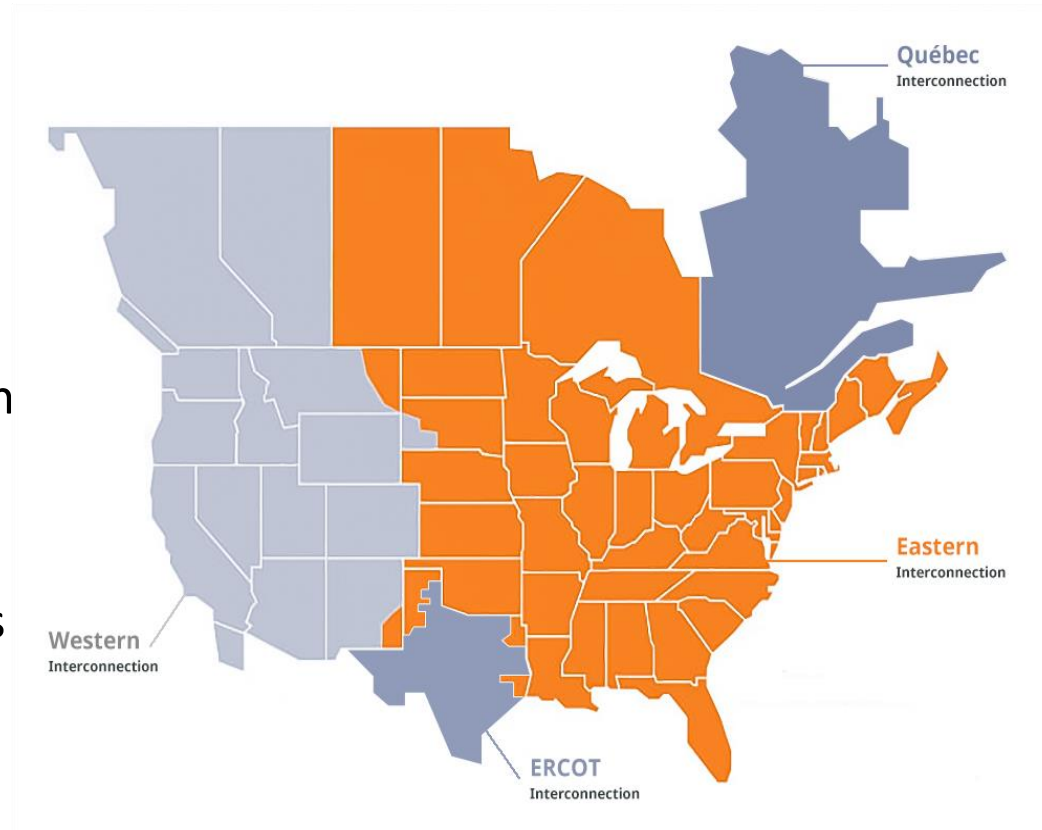 Québec
Interconnection
n
Eastern
Interconnection
s
Western
Interconnection
ERCOT
Interconnection